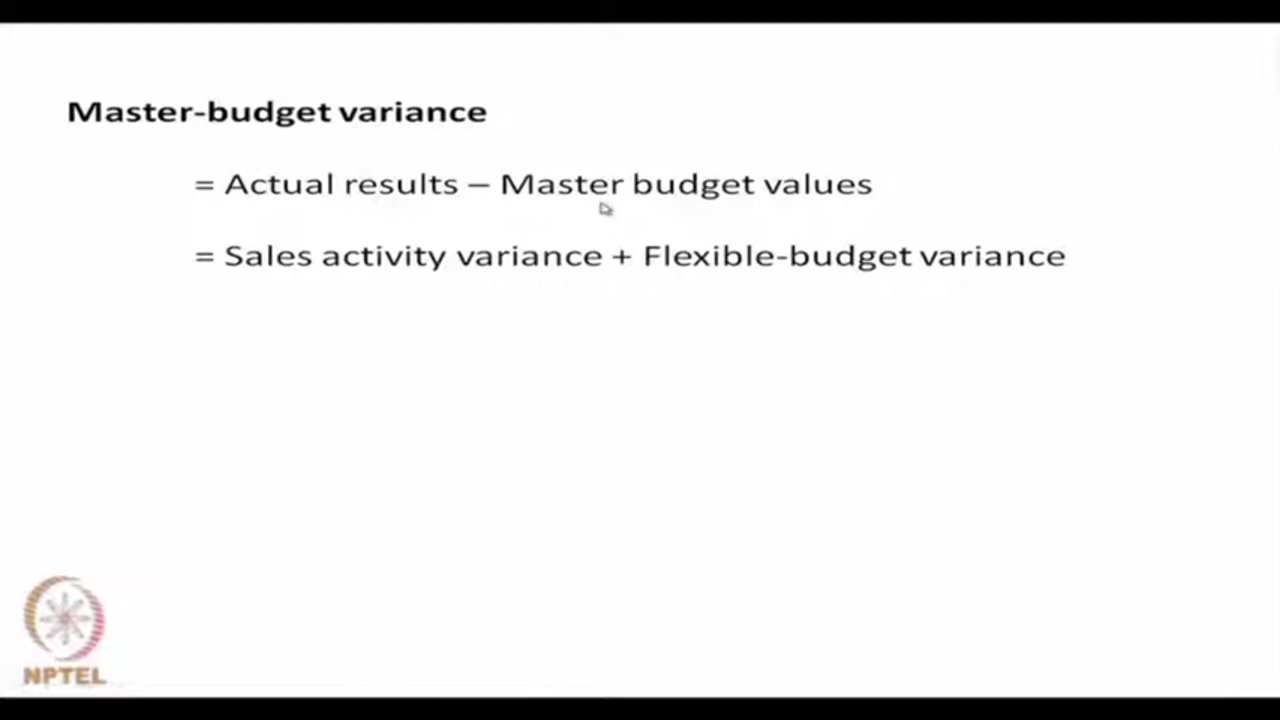 Master-budget variance
= Actual results – Master budget values
= Sales activity variance + Flexible-budget variance
NPTEL